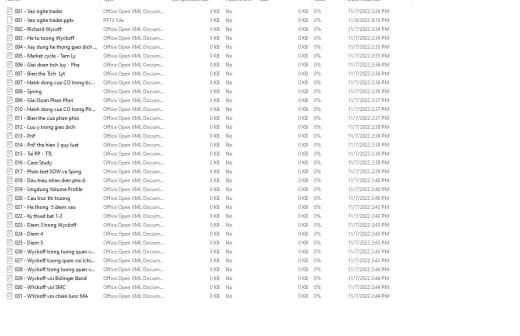 001 - Vao nghe trader Office Open XML Docum... 0 KB No 0 KB 0% 11/7/2022 2:34 PM
001 - Vao nghe trader.pptx PPTX File 0 KB No 0 KB 0% 11/6/2022 8:18 PM
002 - Richard Wycoff Office Open XML Docum... 0 KB No 0 KB 0% 11/7/2022 2:34 PM
003 - He tu tuong Wyckoff Office Open XML Docum... 0 KB No 0 KB 0% 11/7/2022 2:34 PM
004 - Xay dung he thong giao dich ... Office Open XML Docum... 0 KB No 0 KB 0% 11/7/2022 2:35 PM
005 - Market cycle - Tam Ly Office Open XML Docum... 0 KB No 0 KB 0% 11/7/2022 2:35 PM
006 - Giai doan tich luy - Pha Office Open XML Docum... 0 KB No 0 KB 0% 11/7/2022 2:36 PM
007 - Bien the Tich Lyt Office Open XML Docum... 0 KB No 0 KB 0% 11/7/2022 2:36 PM
007 - Hanh dong cua CO trong tic... Office Open XML Docum... 0 KB No 0 KB 0% 11/7/2022 2:36 PM
008 - Spring Office Open XML Docum... 0 KB No 0 KB 0% 11/7/2022 2:36 PM
009 - Giai Doan Phan Phoi Office Open XML Docum... 0 KB No 0 KB 0% 11/7/2022 2:37 PM
010 - Hanh dong cua CO trong Ph... Office Open XML Docum... 0 KB No 0 KB 0% 11/7/2022 2:37 PM
011 - Bien the cua phan phoi Office Open XML Docum... 0 KB No 0 KB 0% 11/7/2022 2:37 PM
012 - Luu y trong giao dich Office Open XML Docum... 0 KB No 0 KB 0% 11/7/2022 2:38 PM
013 - PnF Office Open XML Docum... 0 KB No 0 KB 0% 11/7/2022 2:38 PM
014 - PnF the hien 3 quy luat Office Open XML Docum... 0 KB No 0 KB 0% 11/7/2022 2:38 PM
015 - Tai PP - TTL Office Open XML Docum... 0 KB No 0 KB 0% 11/7/2022 2:38 PM
016 - Case Study Office Open XML Docum... 0 KB No 0 KB 0% 11/7/2022 2:38 PM
017 - Phan biet SOW va Spring Office Open XML Docum... 0 KB No 0 KB 0% 11/7/2022 2:39 PM
018 - Dau hieu nhan dien pha A Office Open XML Docum... 0 KB No 0 KB 0% 11/7/2022 2:40 PM
019 - Ungdung Volume Profile Office Open XML Docum... 0 KB No 0 KB 0% 11/7/2022 2:40 PM
020 - Cau truc thi truong Office Open XML Docum... 0 KB No 0 KB 0% 11/7/2022 2:40 PM
021 - He thong 5 diem vao Office Open XML Docum... 0 KB No 0 KB 0% 11/7/2022 2:42 PM
022 - Ky thuat bet 1-2 Office Open XML Docum... 0 KB No 0 KB 0% 11/7/2022 2:42 PM
023 - Diem 3 trong Wyckoff Office Open XML Docum... 0 KB No 0 KB 0% 11/7/2022 2:42 PM
024 - Diem 4 Office Open XML Docum... 0 KB No 0 KB 0% 11/7/2022 2:43 PM
025 - Diem 5 Office Open XML Docum... 0 KB No 0 KB 0% 11/7/2022 2:43 PM
026 - Wyckoff trong tuong quan v... Office Open XML Docum... 0 KB No 0 KB 0% 11/7/2022 2:43 PM
027 - Wyckoff tuong quan voi Ichi... Office Open XML Docum... 0 KB No 0 KB 0% 11/7/2022 2:43 PM
028 - Wyckoff trong tuong quan v... Office Open XML Docum... 0 KB No 0 KB 0% 11/7/2022 2:43 PM
029 - Wyckoff voi Bolinger Band Office Open XML Docum... 0 KB No 0 KB 0% 11/7/2022 2:44 PM
030 - WYckoff voi SMC Office Open XML Docum... 0 KB No 0 KB 0% 11/7/2022 2:44 PM
031 - WYckoff voi chien luoc MA Office Open XML Docum... 0 KB No 0 KB 0% 11/7/2022 2:44 PM